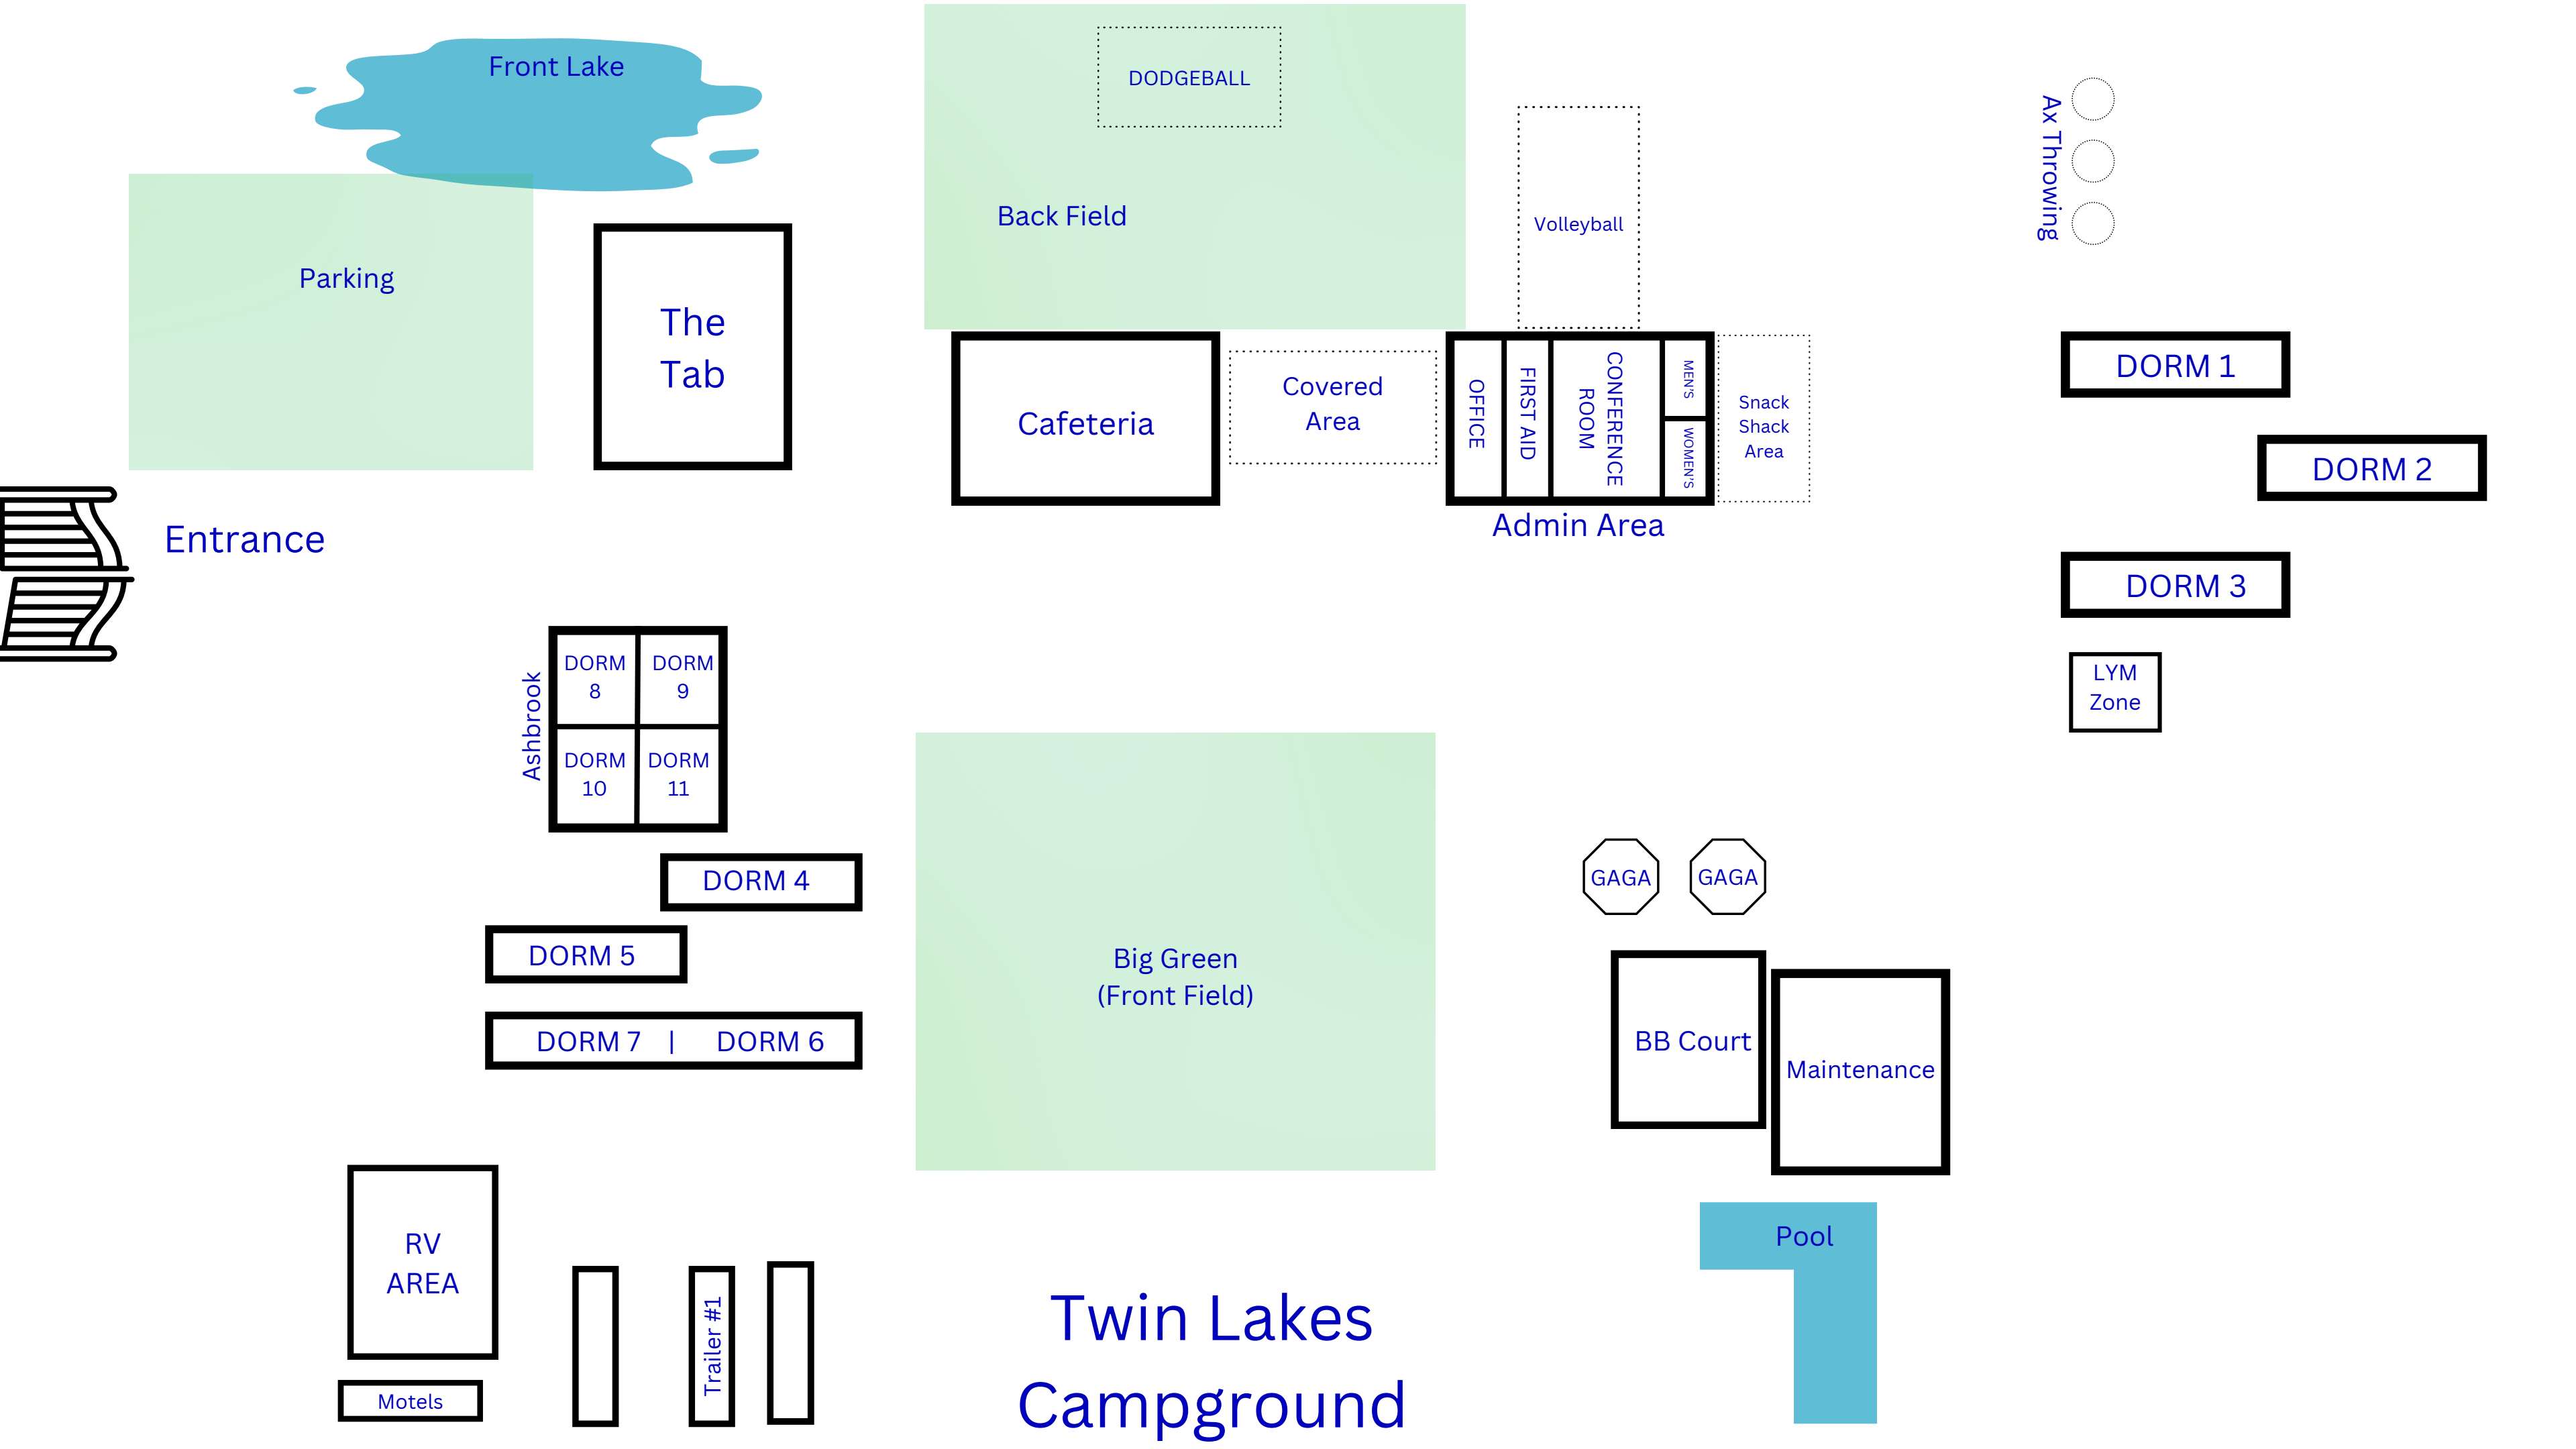 Front Lake
DODGEBALL
Back Field
Volleyball
Ax Throwing
Parking
The
Tab
Cafeteria
Covered
Area
OFFICE
FIRST AID
CONFERENCE
ROOM
MEN'S
WOMEN'S
Snack
Shack
Area
Admin Area
DORM 1
DORM 2
DORM 3
LYM
Zone
Entrance
Ashbrook
DORM
8
DORM
9
DORM
10
DORM
11
DORM 4
DORM 5
DORM 7 | DORM 6
Big Green
(Front Field)
GAGA
GAGA
BB Court
Maintenance
Pool
RV
AREA
Motels
Trailer #1
Twin Lakes
Campground